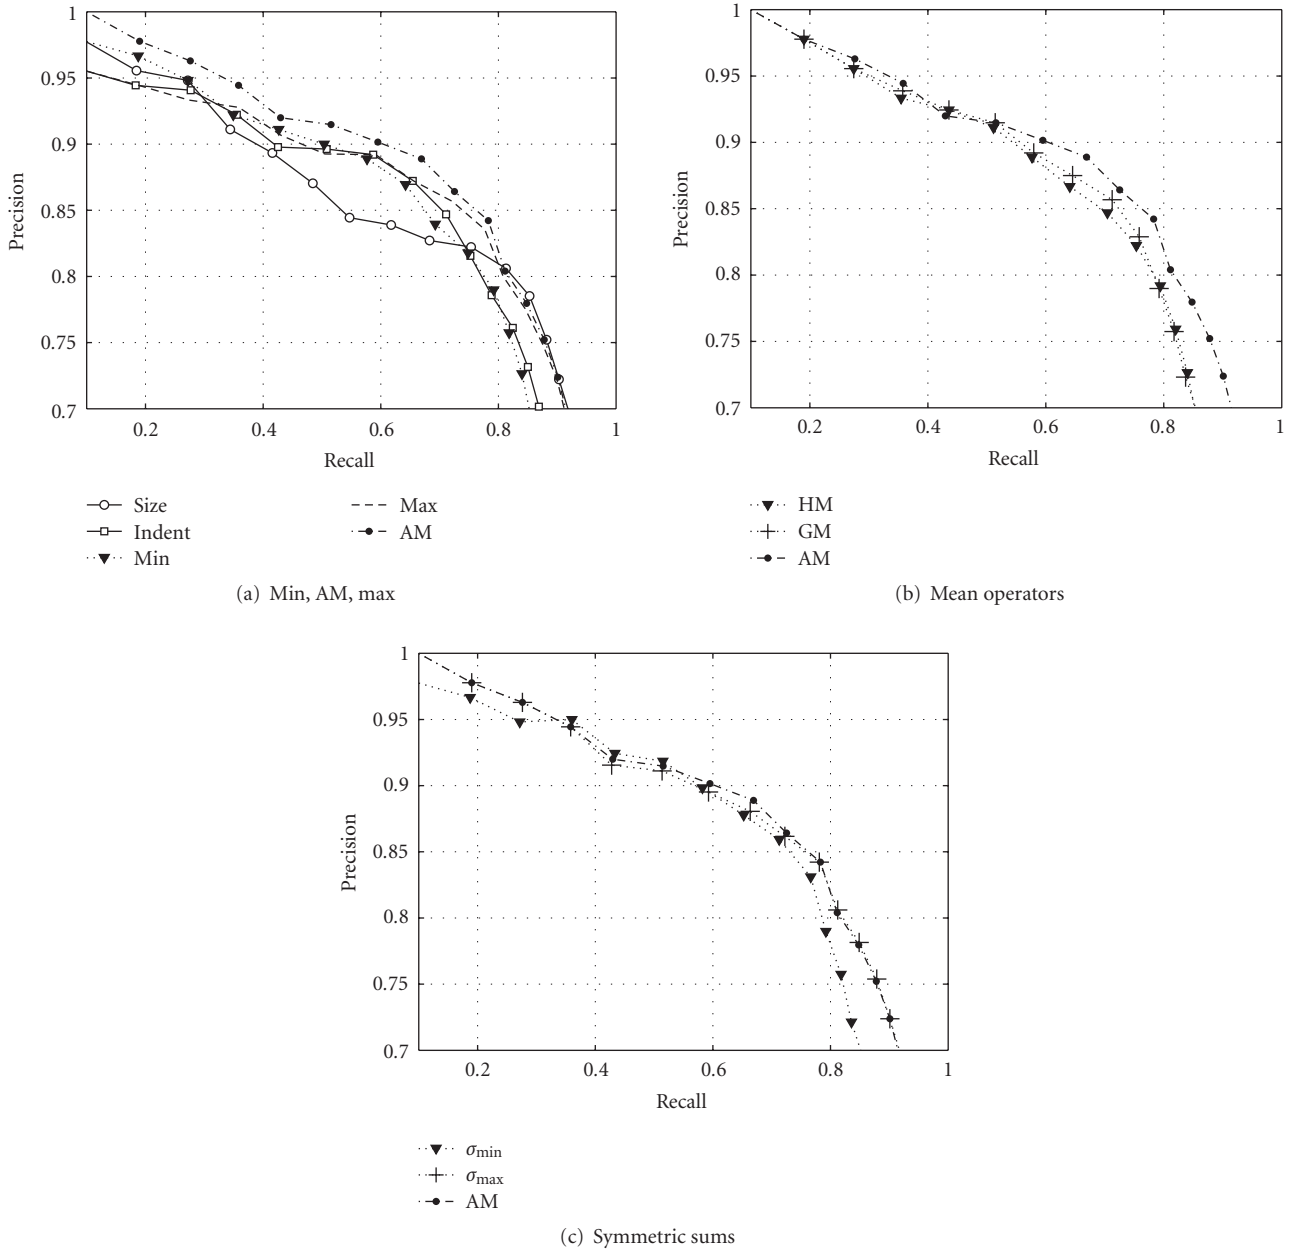 1
0.95
0.9
0.85
0.8
0.75
0.7
Precision
0.2 0.4 0.6 0.8 1
Recall
Size
Indent
Min
Max
AM
(a) Min, AM, max
1
0.95
0.9
0.85
0.8
0.75
0.7
Precision
0.2 0.4 0.6 0.8 1
Recall
HM
GM
AM
(b) Mean operators
1
0.95
0.9
0.85
0.8
0.75
0.7
Precision
0.2 0.4 0.6 0.8 1
Recall
σmin
σmax
AM
(c) Symmetric sums